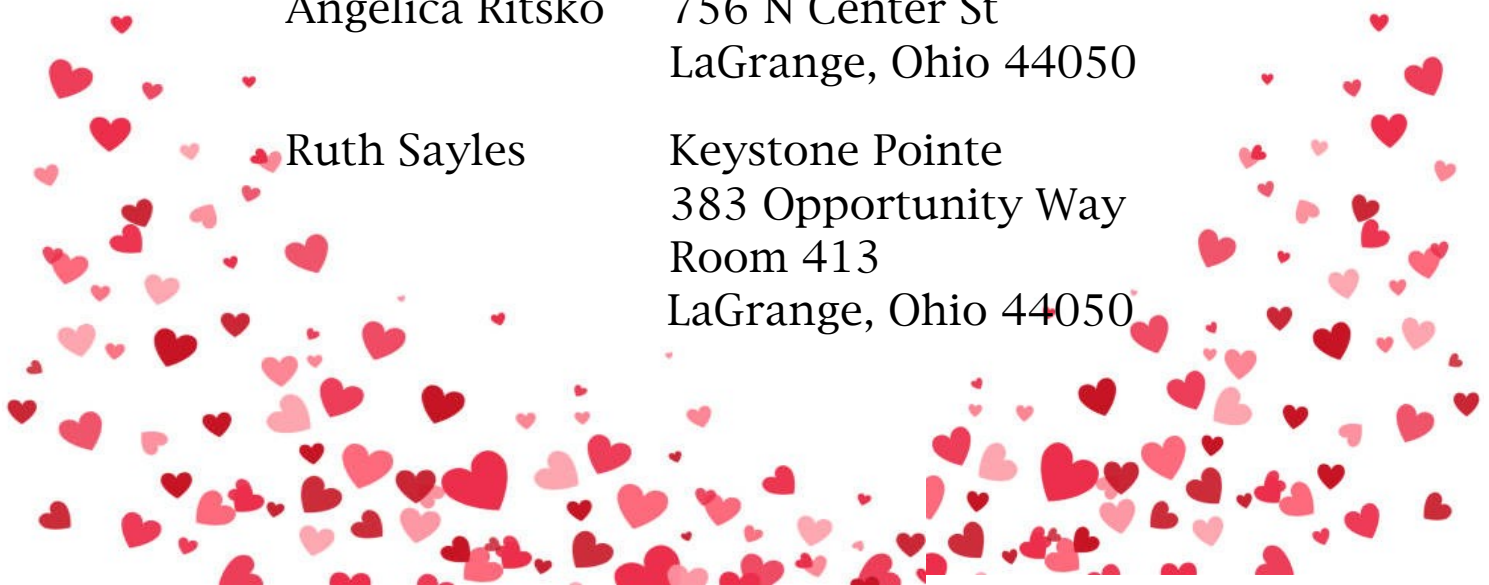 Angelica Ritsko 756 N Center St
LaGrange, Ohio 44050
Ruth Sayles Keystone Pointe
383 Opportunity Way
Room 413
LaGrange, Ohio 44050